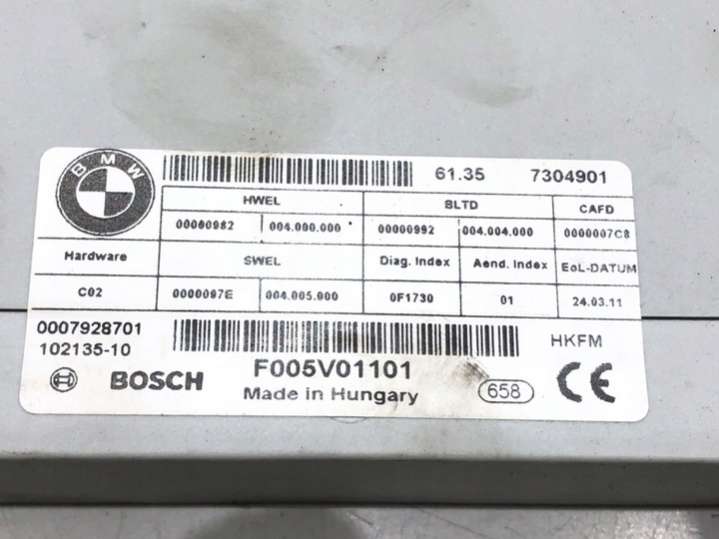 BMW
61.35 7304901
HWEL BLTD CAFD
00000982 004.000.000 00000992 004.004.000 0000007C8
Hardware SWEL Diag. Index Aend. Index EoL-DATUM
C02 0000097E 004.005.000 0F1730 01 24.03.11
0007928701 HKFM
102135-10
BOSCH F005V01101 658 CE
Made in Hungary